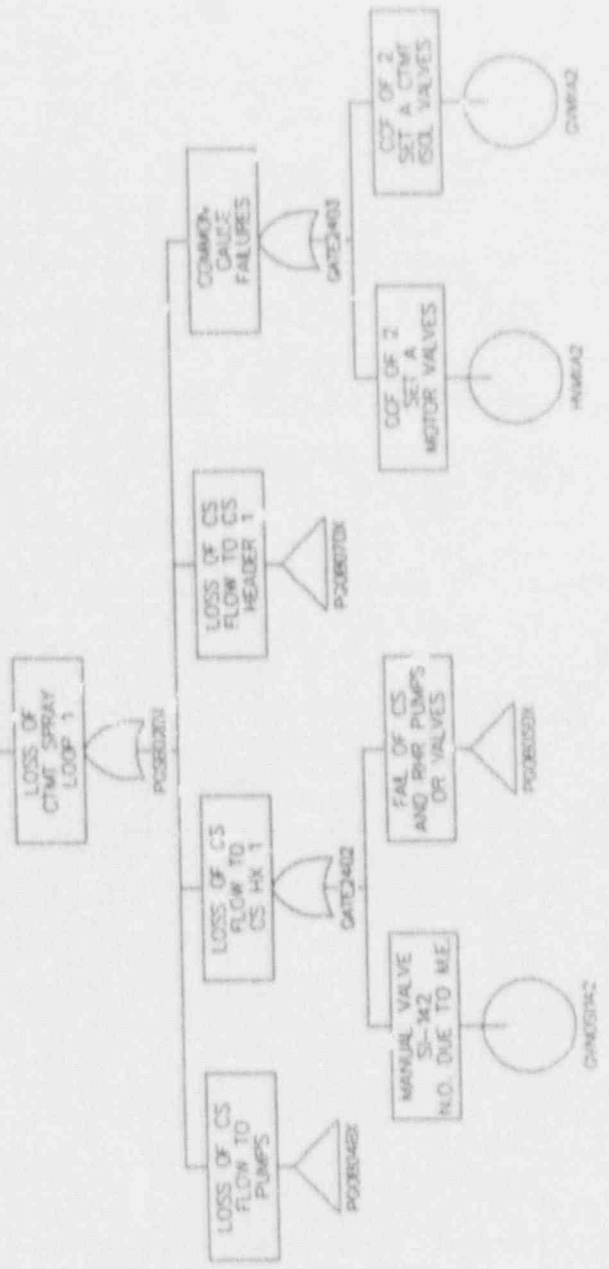 LOSS OF
CTMT SPRAY
LOOP 1
LOSS OF CS
FLOW TO
PUMPS
LOSS OF CS
FLOW TO
CS HX 1
GATE2402
MANUAL VALVE
SI-142
N.O. DUE TO M.E.
FAIL OF CS
AND RHR PUMPS
OR VALVES
LOSS OF CS
FLOW TO CS
HEADER 1
COMMON
CAUSE
FAILURES
GATE2403
CCF OF 2
SET A
MOTOR VALVES
CCF OF 2
SET A CTMT
ISOL VALVES